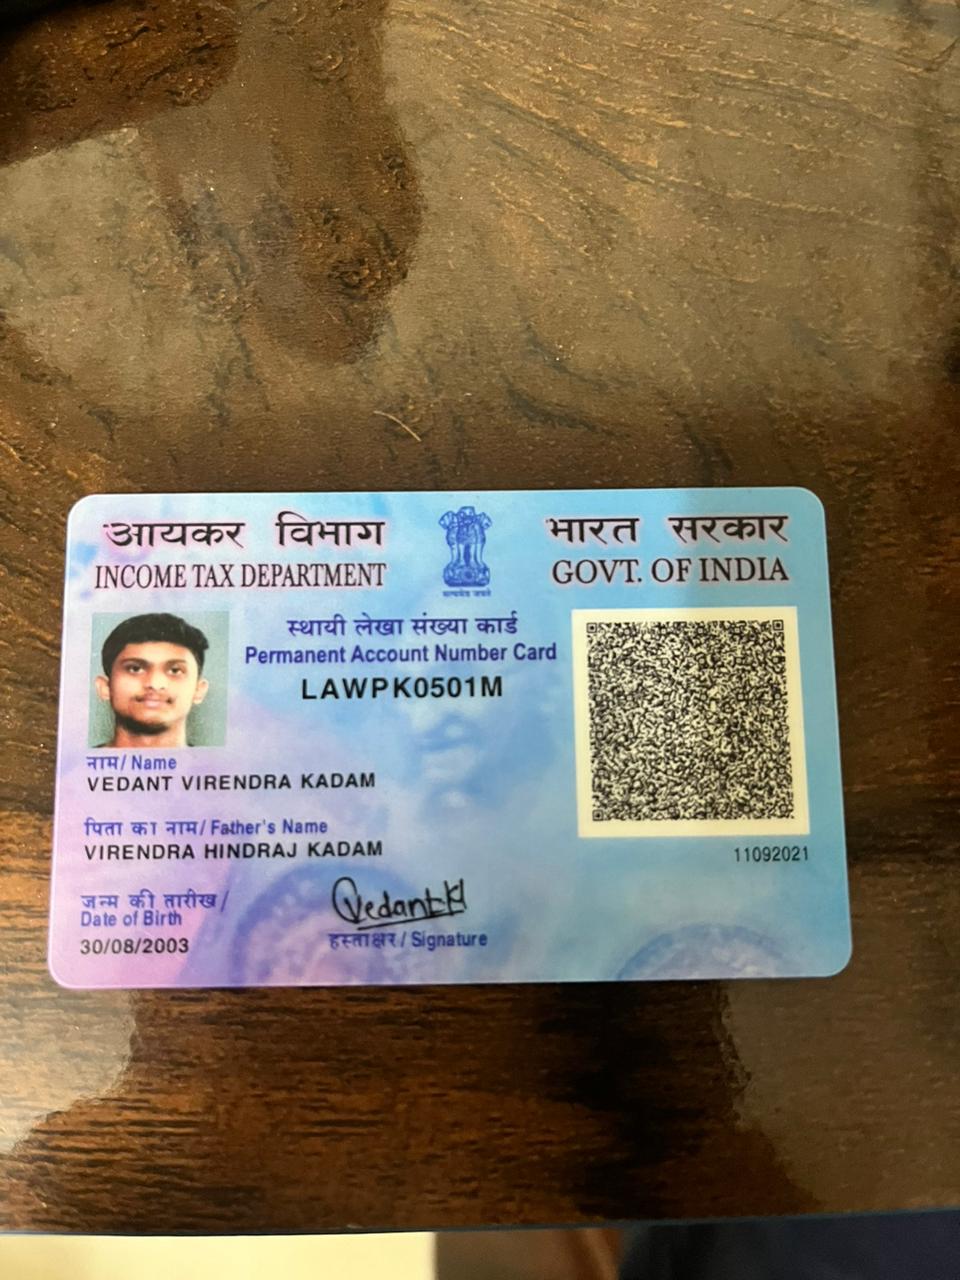 आयकर विभाग
INCOME TAX DEPARTMENT
सत्यमेव जयते
भारत सरकार
GOVT. OF INDIA
स्थायी लेखा संख्या कार्ड
Permanent Account Number Card
LAWPK0501M
नाम/ Name
VEDANT VIRENDRA KADAM
पिता का नाम/ Father's Name
VIRENDRA HINDRAJ KADAM
11092021
जन्म की तारीख /
Date of Birth
30/08/2003
VedantK
हस्ताक्षर / Signature